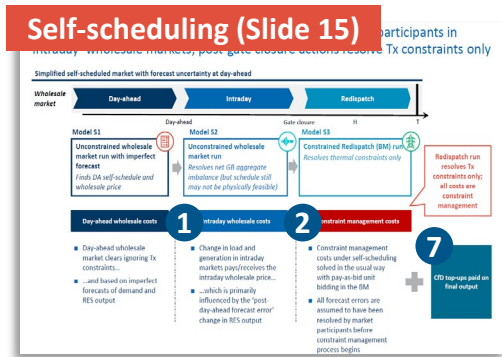 Self-scheduling (Slide 15)
participants in
intraday wholesale markets; post-gate closure actions resolve Tx constraints only
Simplified self-scheduled market with forecast uncertainty at day-ahead
Wholesale
market
Day-ahead
Intraday
Redispatch
Day-ahead
Gate closure
H
T
Model S1
Unconstrained wholesale
market run with imperfect
forecast
Finds DA self-schedule and
wholesale price
Model S2
Unconstrained wholesale
market run
Resolves net GB aggregate
imbalance (but schedule still
may not be physically feasible)
Model S3
Constrained Redispatch (BM) run
Resolves thermal constraints only
Redispatch run
resolves Tx
constraints only;
all costs are
constraint
management
Day-ahead wholesale costs
1
Intraday wholesale costs
2
onstraint management costs
7
■ Day-ahead wholesale
market clears ignoring Tx
constraints...
■ ...and based on imperfect
forecasts of demand and
RES output
■ Change in load and
generation in intraday
markets pays/receives the
intraday wholesale price...
■ ...which is primarily
influenced by the 'post-
day-ahead forecast error'
change in RES output
■ Constraint management
costs under self-scheduling
solved in the usual way
with pay-as-bid unit
bidding in the BM
■ All forecast errors are
assumed to have been
resolved by market
participants before
constraint management
process begins
CfD top-ups paid on
final output